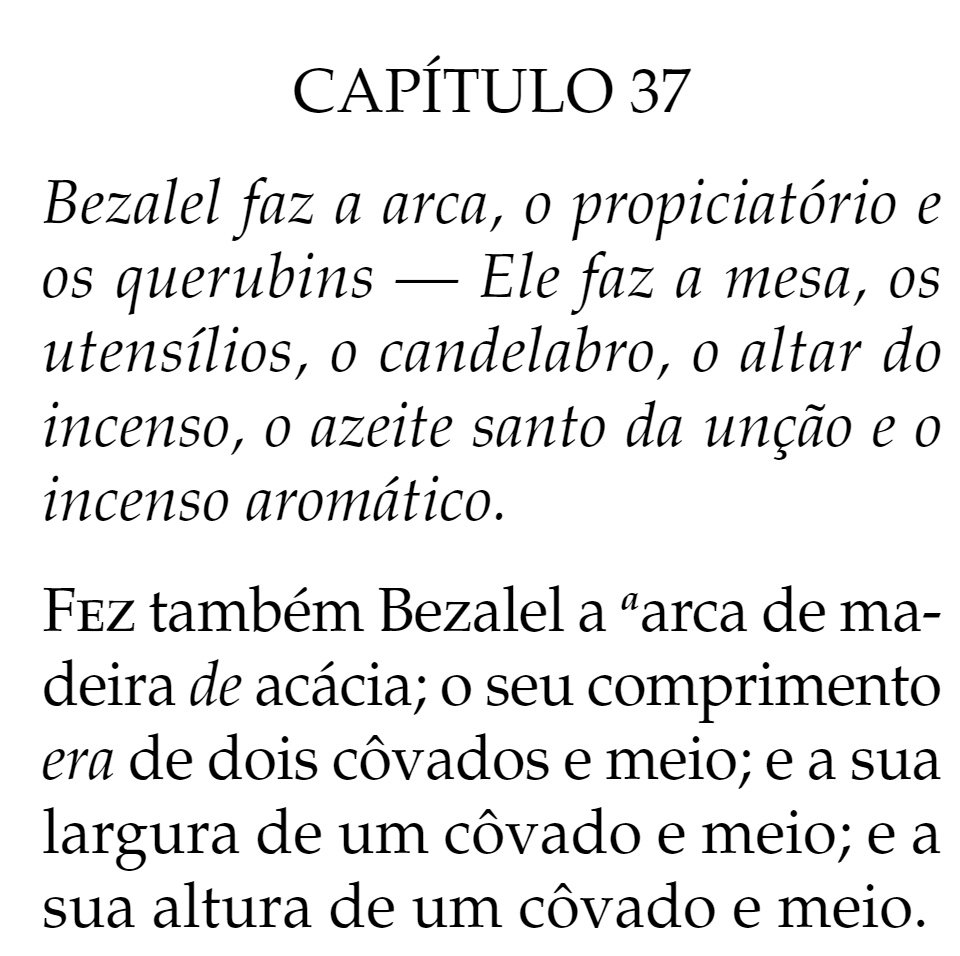 CAPÍTULO 37
Bezalel faz a arca, o propiciatório e
os querubins — Ele faz a mesa, os
utensílios, o candelabro, o altar do
incenso, o azeite santo da unção e o
incenso aromático.
FEZ também Bezalel a ᵃarca de ma-
deira de acácia; o seu comprimento
era de dois côvados e meio; e a sua
largura de um côvado e meio; e a
sua altura de um côvado e meio.